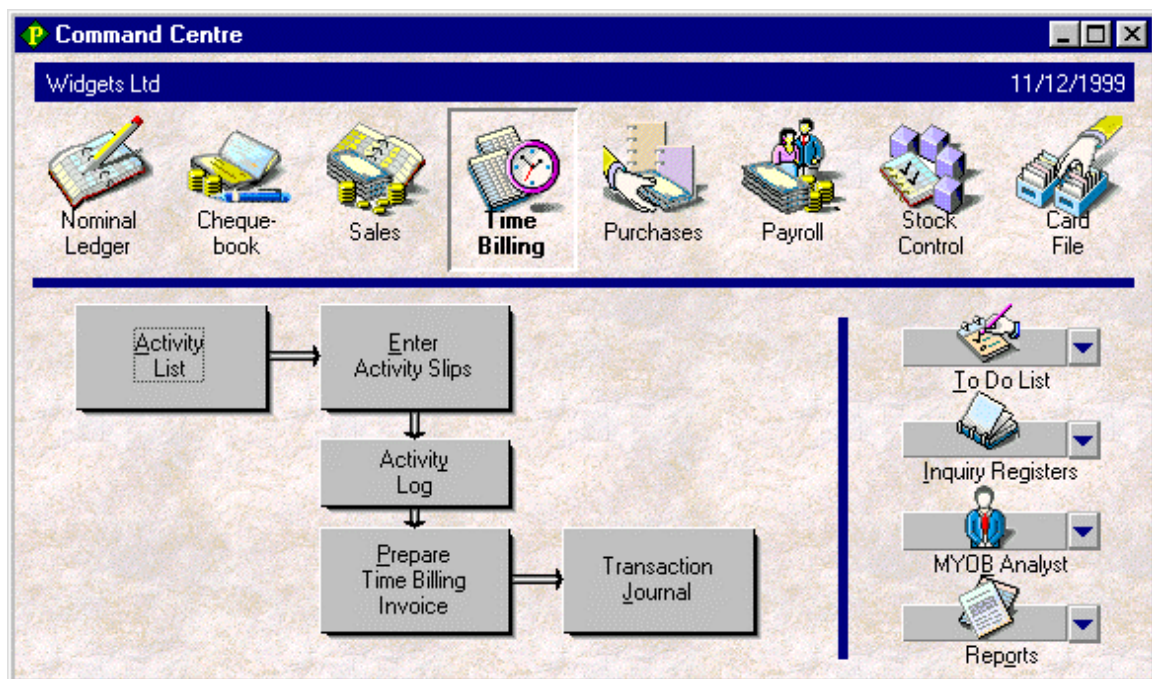 P Command Centre
Widgets Ltd 11/12/1999
Nominal
Ledger
Cheque-
book
Sales
Time
Billing
Purchases
Payroll
Stock
Control
Card
File
Activity
List
Enter
Activity Slips
Activity
Log
Prepare
Time Billing
Invoice
Transaction
Journal
To Do List
Inquiry Registers
MYOB Analyst
Reports